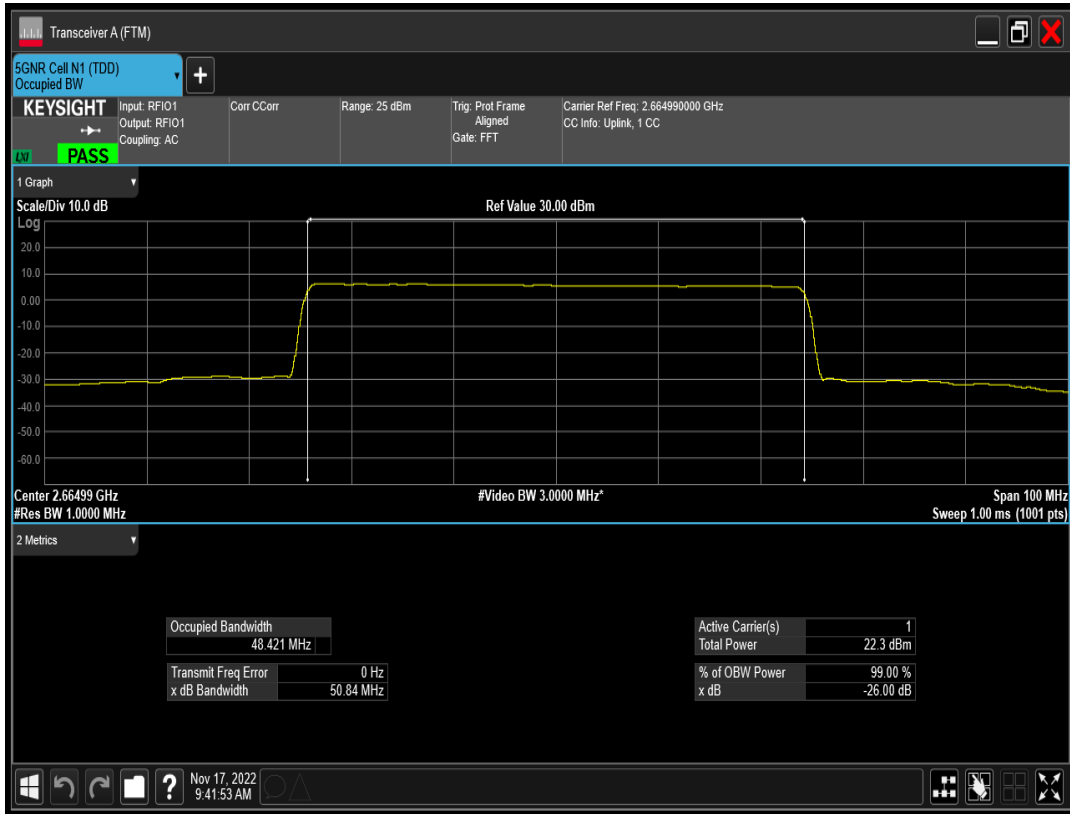 Transceiver A (FTM)
5GNR Cell N1 (TDD)
Occupied BW
+
KEYSIGHT
LXI PASS
Input: RFIO1
Output: RFIO1
Coupling: AC
Corr CCorr
Range: 25 dBm
Trig: Prot Frame
Aligned
Gate: FFT
Carrier Ref Freq: 2.664990000 GHz
CC Info: Uplink, 1 CC
1 Graph
Scale/Div 10.0 dB
Ref Value 30.00 dBm
Log
20.0
10.0
0.00
-10.0
-20.0
-30.0
-40.0
-50.0
-60.0
Center 2.66499 GHz
#Video BW 3.0000 MHz*
Span 100 MHz
#Res BW 1.0000 MHz
Sweep 1.00 ms (1001 pts)
2 Metrics
Occupied Bandwidth
48.421 MHz
Transmit Freq Error 0 Hz
x dB Bandwidth 50.84 MHz
Active Carrier(s) 1
Total Power 22.3 dBm
% of OBW Power 99.00 %
x dB -26.00 dB
?
Nov 17, 2022
9:41:53 AM